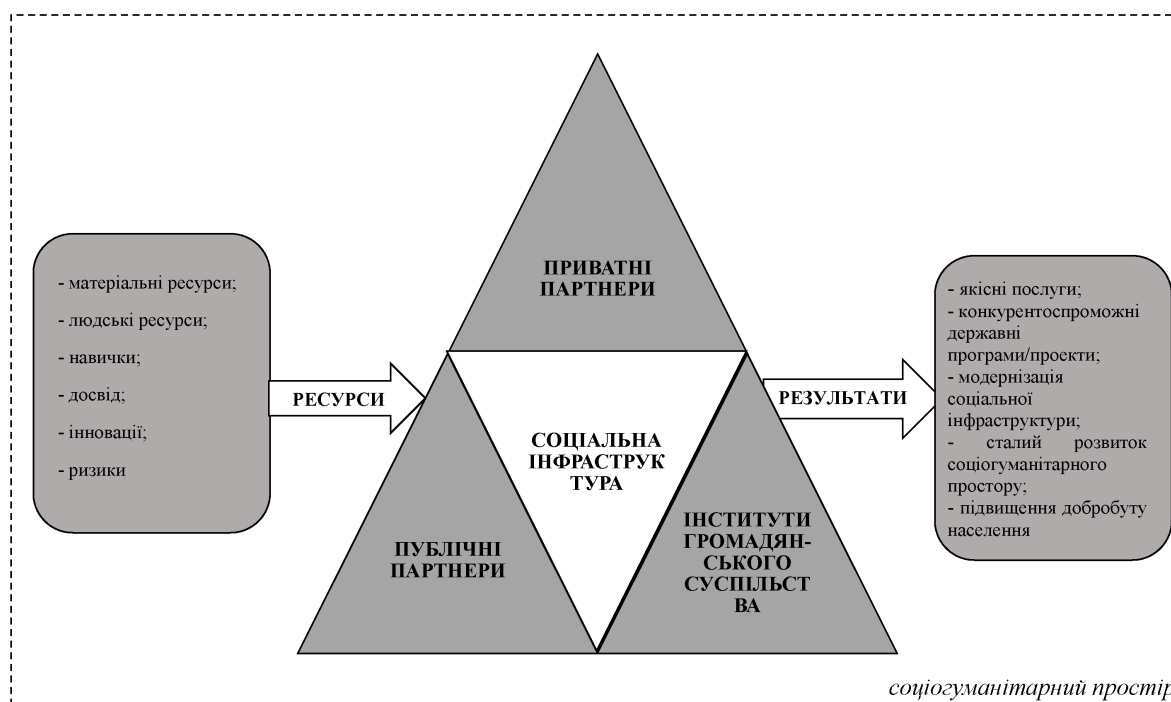 - матеріальні ресурси;
- людські ресурси;
- навички;
- досвід;
- інновації;
- ризики
РЕСУРСИ
ПРИВАТНІ
ПАРТНЕРИ
СОЦІАЛЬНА
ІНФРАСТРУК
ТУРА
ПУБЛІЧНІ
ПАРТНЕРИ
ІНСТИТУТИ
ГРОМАДЯН-
СЬКОГО
СУСПІЛЬСТ
ВА
РЕЗУЛЬТАТИ
- якісні послуги;
- конкурентоспроможні
державні
програми/проекти;
- модернізація
соціальної
інфраструктури;
- сталий розвиток
соціогуманітарного
простору;
- підвищення добробуту
населення
соціогуманітарний простір